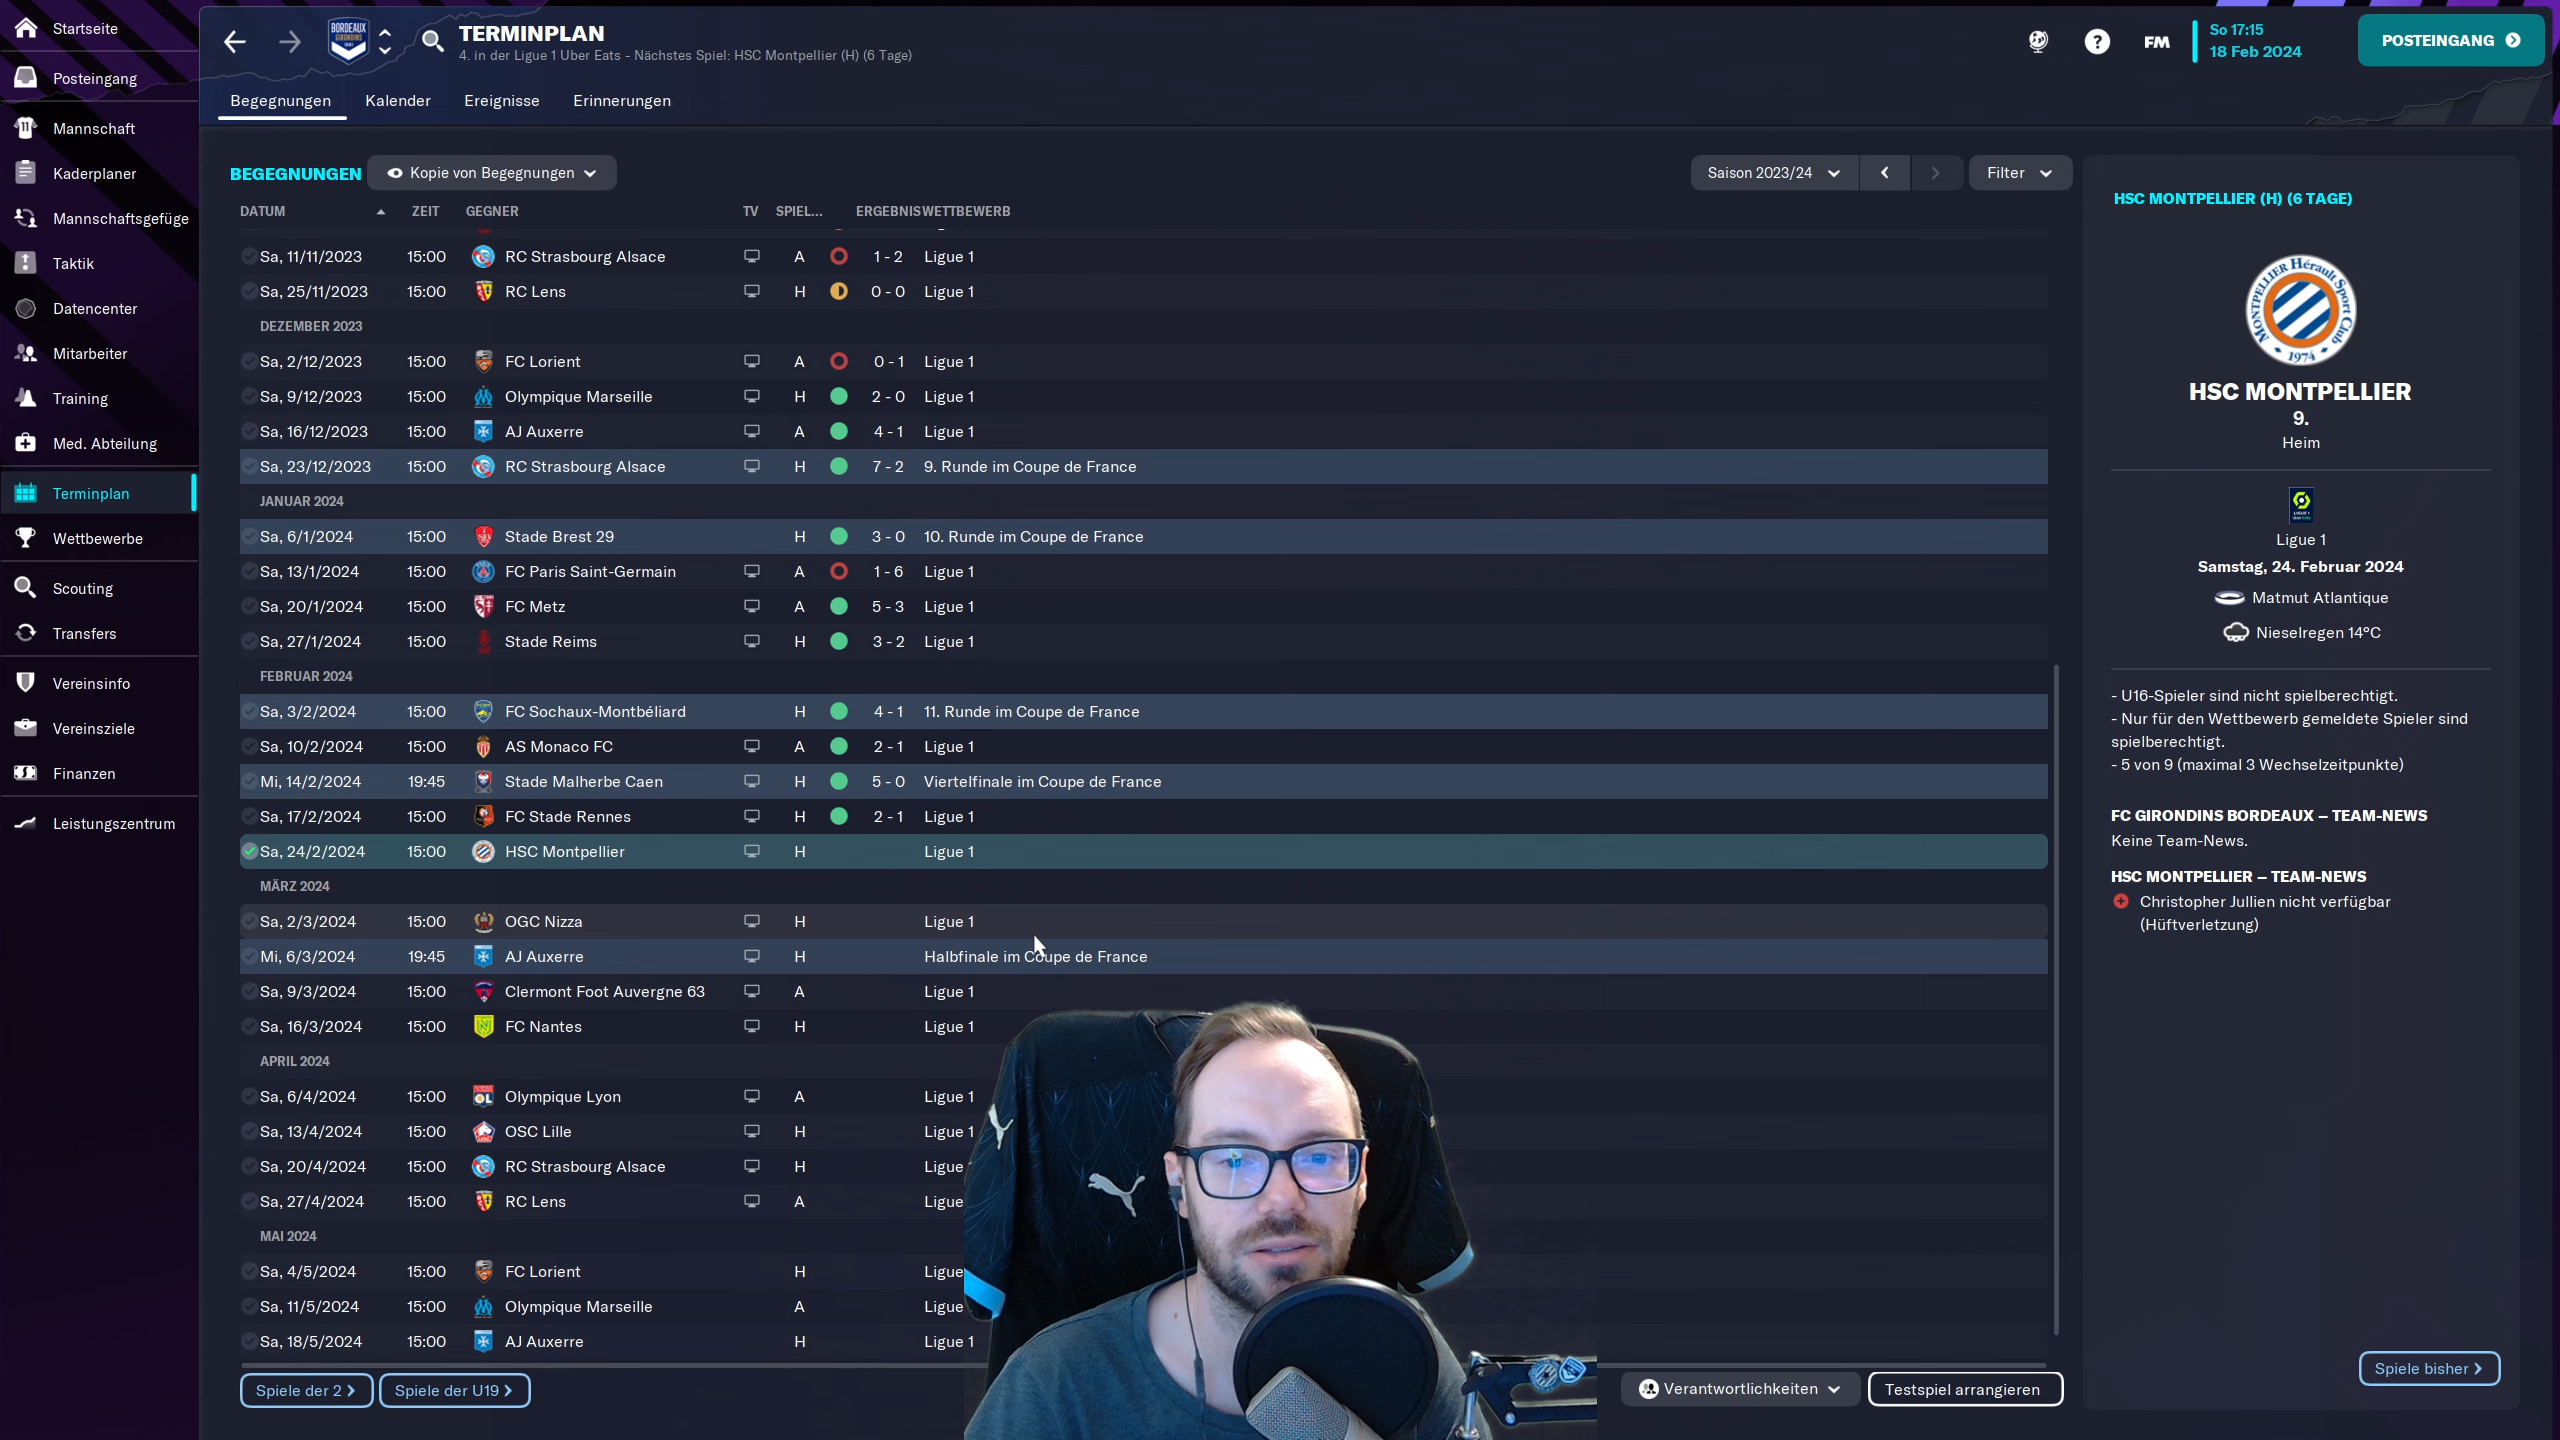 Startseite
Posteingang
Mannschaft
Kaderplaner
Mannschaftsgefüge
Taktik
Datencenter
Mitarbeiter
Training
Med. Abteilung
Terminplan
Wettbewerbe
Scouting
Transfers
Vereinsinfo
Vereinsziele
Finanzen
Leistungszentrum
BORDEAUX
TERMINPLAN
4. in der Ligue 1 Uber Eats - Nächstes Spiel: HSC Montpellier (H) (6 Tage)
FM
So 17:15
18 Feb 2024
POSTEINGANG
Begegnungen Kalender Ereignisse Erinnerungen
BEGEGNUNGEN Kopie von Begegnungen Saison 2023/24 Filter
DATUM ZEIT GEGNER TV SPIEL... ERGEBNIS WETTBEWERB
Sa, 11/11/2023 15:00 RC Strasbourg Alsace A 1 - 2 Ligue 1
Sa, 25/11/2023 15:00 RC Lens H 0 - 0 Ligue 1
DEZEMBER 2023
Sa, 2/12/2023 15:00 FC Lorient A 0 - 1 Ligue 1
Sa, 9/12/2023 15:00 Olympique Marseille H 2 - 0 Ligue 1
Sa, 16/12/2023 15:00 AJ Auxerre A 4 - 1 Ligue 1
Sa, 23/12/2023 15:00 RC Strasbourg Alsace H 7 - 2 9. Runde im Coupe de France
JANUAR 2024
Sa, 6/1/2024 15:00 Stade Brest 29 H 3 - 0 10. Runde im Coupe de France
Sa, 13/1/2024 15:00 FC Paris Saint-Germain A 1 - 6 Ligue 1
Sa, 20/1/2024 15:00 FC Metz A 5 - 3 Ligue 1
Sa, 27/1/2024 15:00 Stade Reims H 3 - 2 Ligue 1
FEBRUAR 2024
Sa, 3/2/2024 15:00 FC Sochaux-Montbéliard H 4 - 1 11. Runde im Coupe de France
Sa, 10/2/2024 15:00 AS Monaco FC A 2 - 1 Ligue 1
Mi, 14/2/2024 19:45 Stade Malherbe Caen H 5 - 0 Viertelfinale im Coupe de France
Sa, 17/2/2024 15:00 FC Stade Rennes H 2 - 1 Ligue 1
Sa, 24/2/2024 15:00 HSC Montpellier H Ligue 1
MÄRZ 2024
Sa, 2/3/2024 15:00 OGC Nizza H Ligue 1
Mi, 6/3/2024 19:45 AJ Auxerre H Halbfinale im Coupe de France
Sa, 9/3/2024 15:00 Clermont Foot Auvergne 63 A Ligue 1
Sa, 16/3/2024 15:00 FC Nantes H Ligue 1
APRIL 2024
Sa, 6/4/2024 15:00 Olympique Lyon A Ligue 1
Sa, 13/4/2024 15:00 OSC Lille H Ligue 1
Sa, 20/4/2024 15:00 RC Strasbourg Alsace H Ligue
Sa, 27/4/2024 15:00 RC Lens A Ligue
MAI 2024
Sa, 4/5/2024 15:00 FC Lorient H Ligue
Sa, 11/5/2024 15:00 Olympique Marseille A Ligue
Sa, 18/5/2024 15:00 AJ Auxerre H Ligue 1
Spiele der 2 Spiele der U19 Verantwortlichkeiten Testspiel arrangieren
HSC MONTPELLIER (H) (6 TAGE)
MONTPELLIER Hérault Sport Club
1974
HSC MONTPELLIER
9.
Heim
Ligue 1
Samstag, 24. Februar 2024
Matmut Atlantique
Nieselregen 14°C
- U16-Spieler sind nicht spielberechtigt.
- Nur für den Wettbewerb gemeldete Spieler sind
spielberechtigt.
- 5 von 9 (maximal 3 Wechselzeitpunkte)
FC GIRONDINS BORDEAUX – TEAM-NEWS
Keine Team-News.
HSC MONTPELLIER – TEAM-NEWS
Christopher Jullien nicht verfügbar
(Hüftverletzung)
Spiele bisher